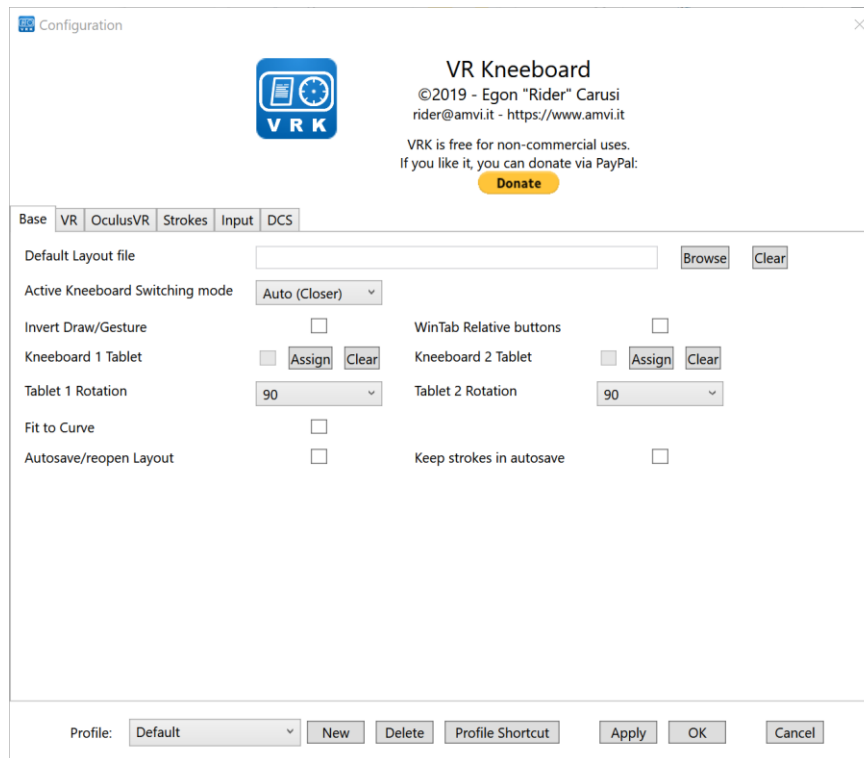 Configuration
VR Kneeboard
©2019 - Egon "Rider" Carusi
rider@amvi.it - https://www.amvi.it
VRK
VRK is free for non-commercial uses.
If you like it, you can donate via PayPal:
Donate
Base VR OculusVR Strokes Input DCS
Default Layout file Browse Clear
Active Kneeboard Switching mode Auto (Closer)
Invert Draw/Gesture WinTab Relative buttons
Kneeboard 1 Tablet Assign Clear Kneeboard 2 Tablet Assign Clear
Tablet 1 Rotation 90 Tablet 2 Rotation 90
Fit to Curve
Autosave/reopen Layout Keep strokes in autosave
Profile: Default New Delete Profile Shortcut Apply OK Cancel